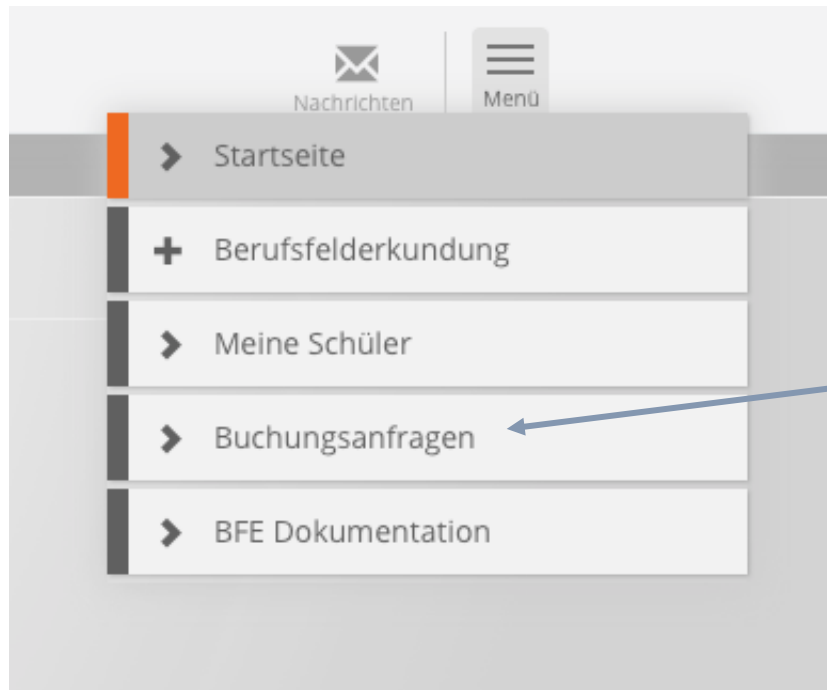 Nachrichten
Menü
Startseite
Berufsfelderkundung
Meine Schüler
Buchungsanfragen
BFE Dokumentation